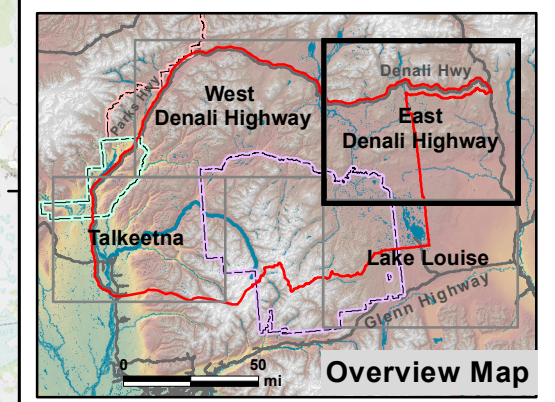 Denali Hwy
Parks Hwy
West
Denali Highway
East
Denali Highway
Talkeetna
Lake Louise
Glenn Highway
0 50
mi
Overview Map